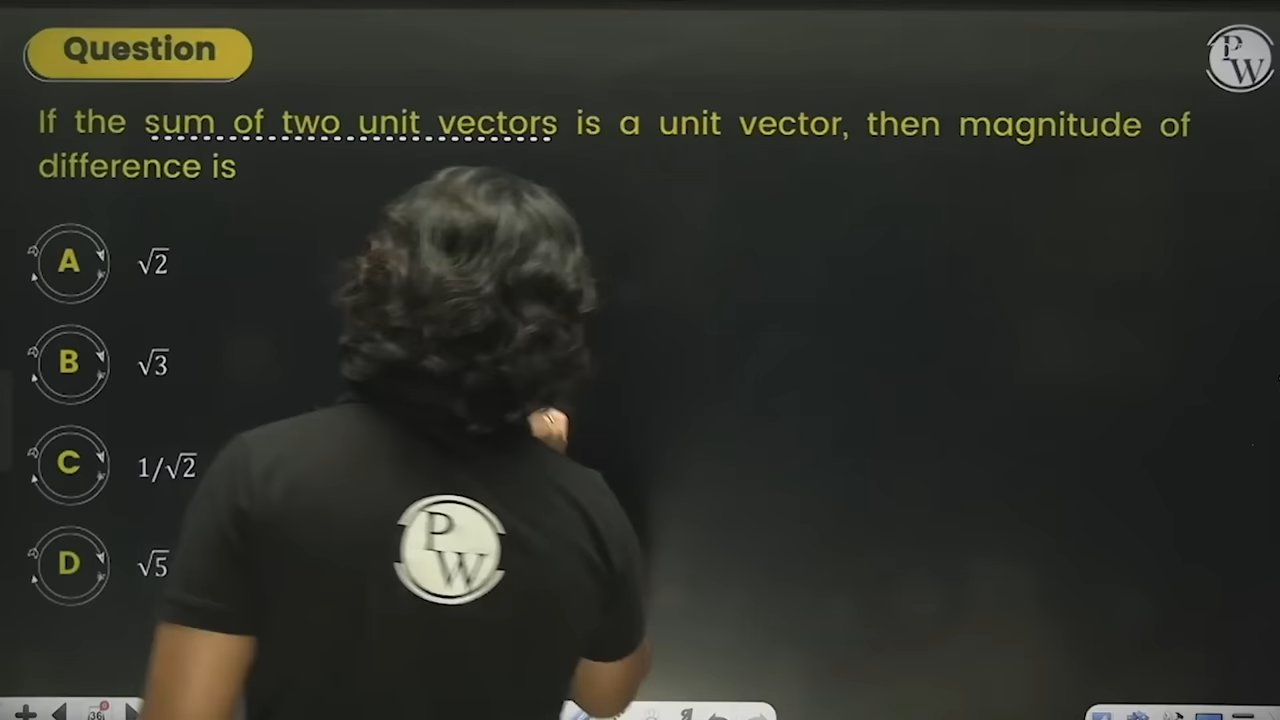 Question
P
W
If the sum of two unit vectors is a unit vector, then magnitude of
difference is
A √2
B √3
C 1/√2
D √5
P
W
36